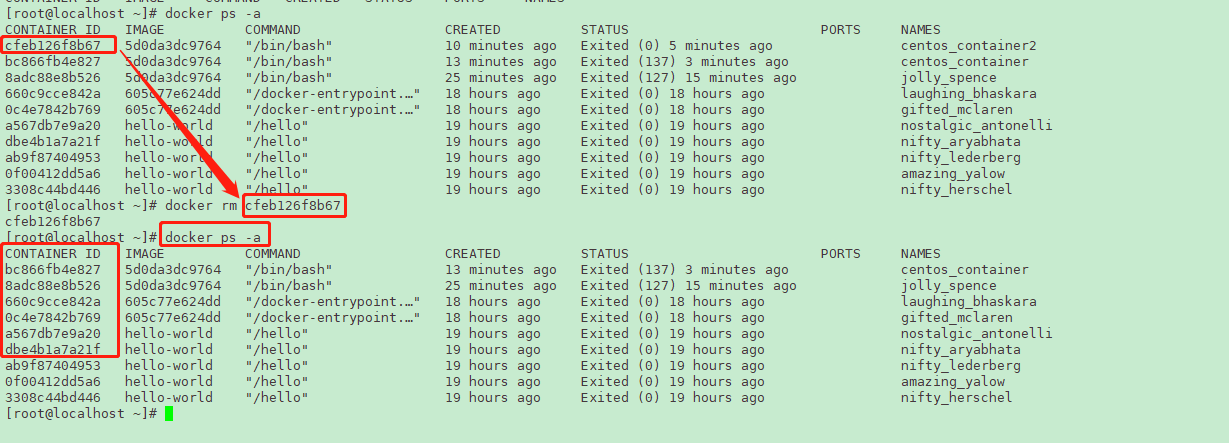 [root@localhost ~]# docker ps -a
CONTAINER ID   IMAGE          COMMAND                  CREATED          STATUS                        PORTS     NAMES
cfeb126f8b67   5d0da3dc9764   "/bin/bash"              10 minutes ago   Exited (0) 5 minutes ago                centos_container2
bc866fb4e827   5d0da3dc9764   "/bin/bash"              13 minutes ago   Exited (137) 3 minutes ago              centos_container
8adc88e8b526   5d0da3dc9764   "/bin/bash"              25 minutes ago   Exited (127) 15 minutes ago             jolly_spence
660c9cce842a   605c77e624dd   "/docker-entrypoint.…"   18 hours ago     Exited (0) 18 hours ago                 laughing_bhaskara
0c4e7842b769   605c77e624dd   "/docker-entrypoint.…"   18 hours ago     Exited (0) 18 hours ago                 gifted_mclaren
a567db7e9a20   hello-world    "/hello"                 19 hours ago     Exited (0) 19 hours ago                 nostalgic_antonelli
dbe4b1a7a21f   hello-world    "/hello"                 19 hours ago     Exited (0) 19 hours ago                 nifty_aryabhata
ab9f87404953   hello-world    "/hello"                 19 hours ago     Exited (0) 19 hours ago                 nifty_lederberg
0f00412dd5a6   hello-world    "/hello"                 19 hours ago     Exited (0) 19 hours ago                 amazing_yalow
3308c44bd446   hello-world    "/hello"                 19 hours ago     Exited (0) 19 hours ago                 nifty_herschel
[root@localhost ~]# docker rm cfeb126f8b67
cfeb126f8b67
[root@localhost ~]# docker ps -a
CONTAINER ID   IMAGE          COMMAND                  CREATED          STATUS                        PORTS     NAMES
bc866fb4e827   5d0da3dc9764   "/bin/bash"              13 minutes ago   Exited (137) 3 minutes ago              centos_container
8adc88e8b526   5d0da3dc9764   "/bin/bash"              25 minutes ago   Exited (127) 15 minutes ago             jolly_spence
660c9cce842a   605c77e624dd   "/docker-entrypoint.…"   18 hours ago     Exited (0) 18 hours ago                 laughing_bhaskara
0c4e7842b769   605c77e624dd   "/docker-entrypoint.…"   18 hours ago     Exited (0) 18 hours ago                 gifted_mclaren
a567db7e9a20   hello-world    "/hello"                 19 hours ago     Exited (0) 19 hours ago                 nostalgic_antonelli
dbe4b1a7a21f   hello-world    "/hello"                 19 hours ago     Exited (0) 19 hours ago                 nifty_aryabhata
ab9f87404953   hello-world    "/hello"                 19 hours ago     Exited (0) 19 hours ago                 nifty_lederberg
0f00412dd5a6   hello-world    "/hello"                 19 hours ago     Exited (0) 19 hours ago                 amazing_yalow
3308c44bd446   hello-world    "/hello"                 19 hours ago     Exited (0) 19 hours ago                 nifty_herschel
[root@localhost ~]#